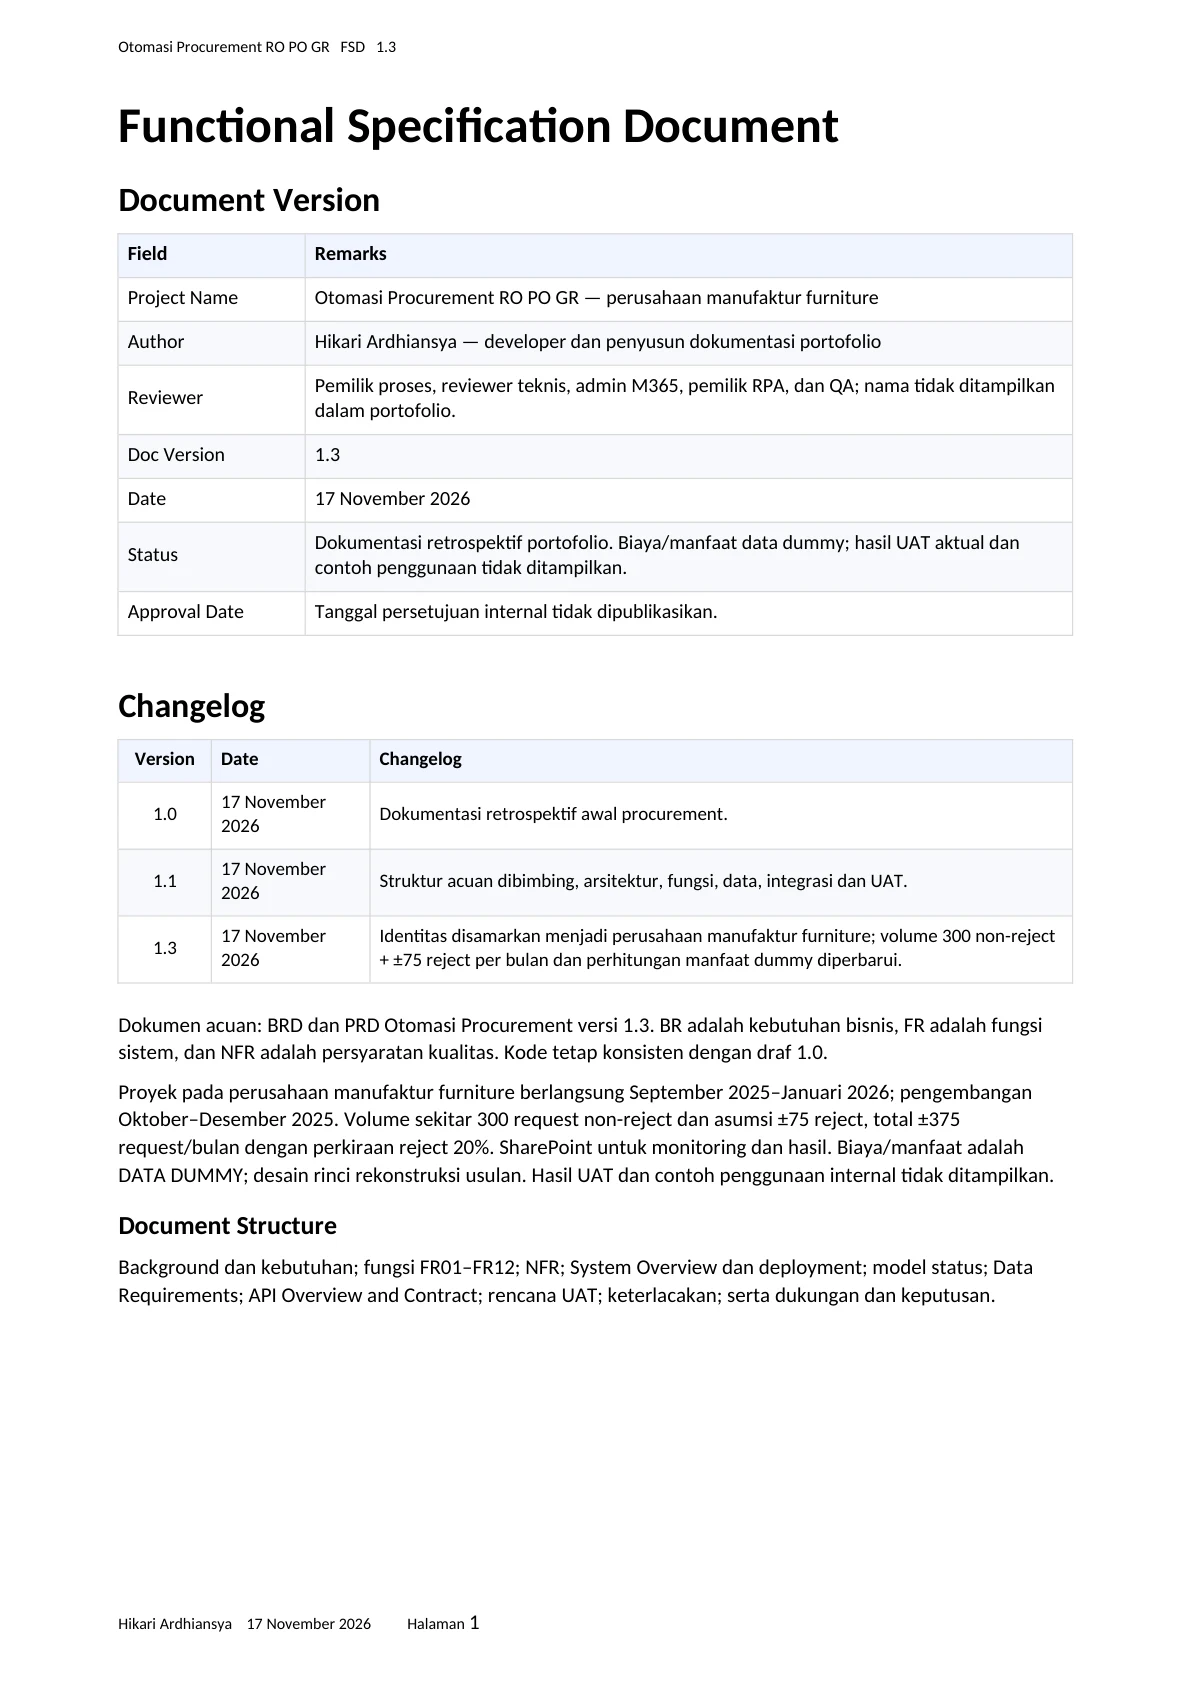 Otomasi Procurement RO PO GR FSD 1.3
Functional Specification Document
Document Version
Field Remarks
Project Name Otomasi Procurement RO PO GR — perusahaan manufaktur furniture
Author Hikari Ardhiansya — developer dan penyusun dokumentasi portofolio
Reviewer Pemilik proses, reviewer teknis, admin M365, pemilik RPA, dan QA; nama tidak ditampilkan
dalam portofolio.
Doc Version 1.3
Date 17 November 2026
Status Dokumentasi retrospektif portofolio. Biaya/manfaat data dummy; hasil UAT aktual dan
contoh penggunaan tidak ditampilkan.
Approval Date Tanggal persetujuan internal tidak dipublikasikan.
Changelog
Version Date Changelog
1.0 17 November
2026 Dokumentasi retrospektif awal procurement.
1.1 17 November
2026 Struktur acuan dibimbing, arsitektur, fungsi, data, integrasi dan UAT.
1.3 17 November
2026 Identitas disamarkan menjadi perusahaan manufaktur furniture; volume 300 non-reject
+ ±75 reject per bulan dan perhitungan manfaat dummy diperbarui.
Dokumen acuan: BRD dan PRD Otomasi Procurement versi 1.3. BR adalah kebutuhan bisnis, FR adalah fungsi
sistem, dan NFR adalah persyaratan kualitas. Kode tetap konsisten dengan draf 1.0.
Proyek pada perusahaan manufaktur furniture berlangsung September 2025–Januari 2026; pengembangan
Oktober–Desember 2025. Volume sekitar 300 request non-reject dan asumsi ±75 reject, total ±375
request/bulan dengan perkiraan reject 20%. SharePoint untuk monitoring dan hasil. Biaya/manfaat adalah
DATA DUMMY; desain rinci rekonstruksi usulan. Hasil UAT dan contoh penggunaan internal tidak ditampilkan.
Document Structure
Background dan kebutuhan; fungsi FR01–FR12; NFR; System Overview dan deployment; model status; Data
Requirements; API Overview and Contract; rencana UAT; keterlacakan; serta dukungan dan keputusan.
Hikari Ardhiansya 17 November 2026 Halaman 1